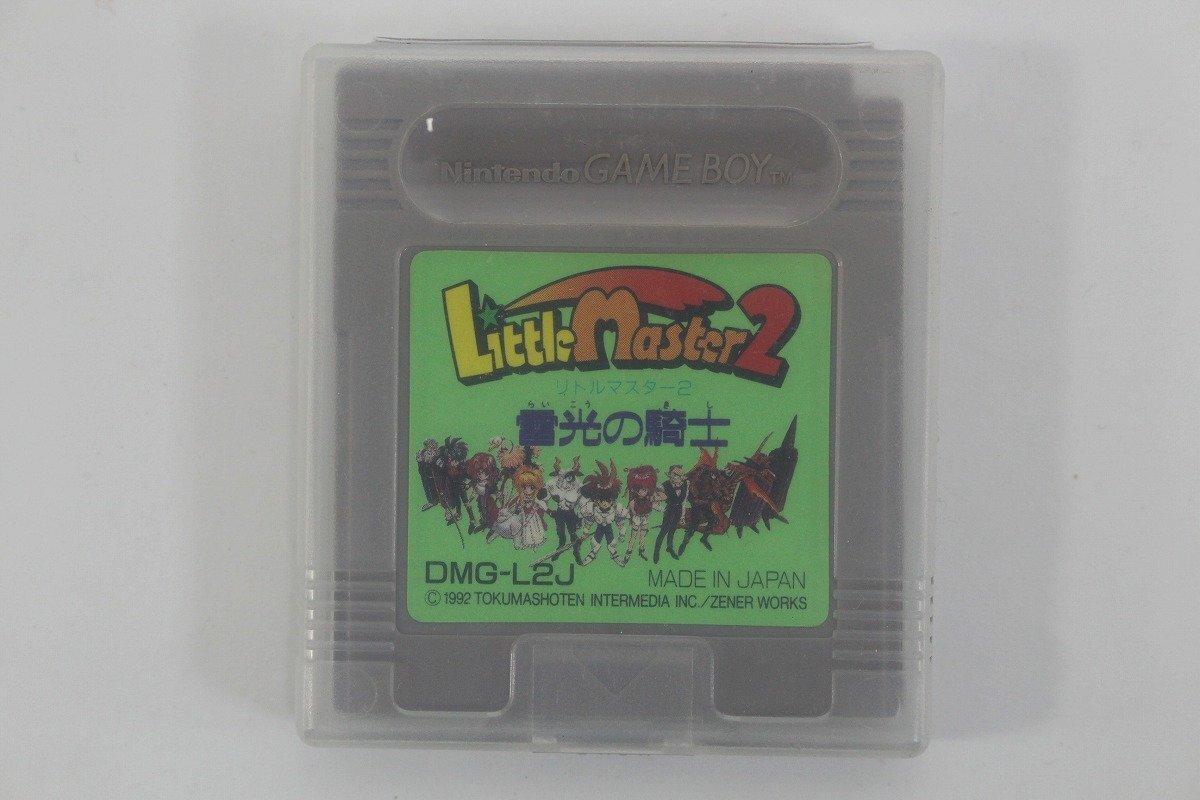 Nintendo GAME BOY TM
Little Master 2
リトルマスター2
らいこう きし
雷光の騎士
DMG-L2J MADE IN JAPAN
© 1992 TOKUMASHOTEN INTERMEDIA INC./ZENER WORKS